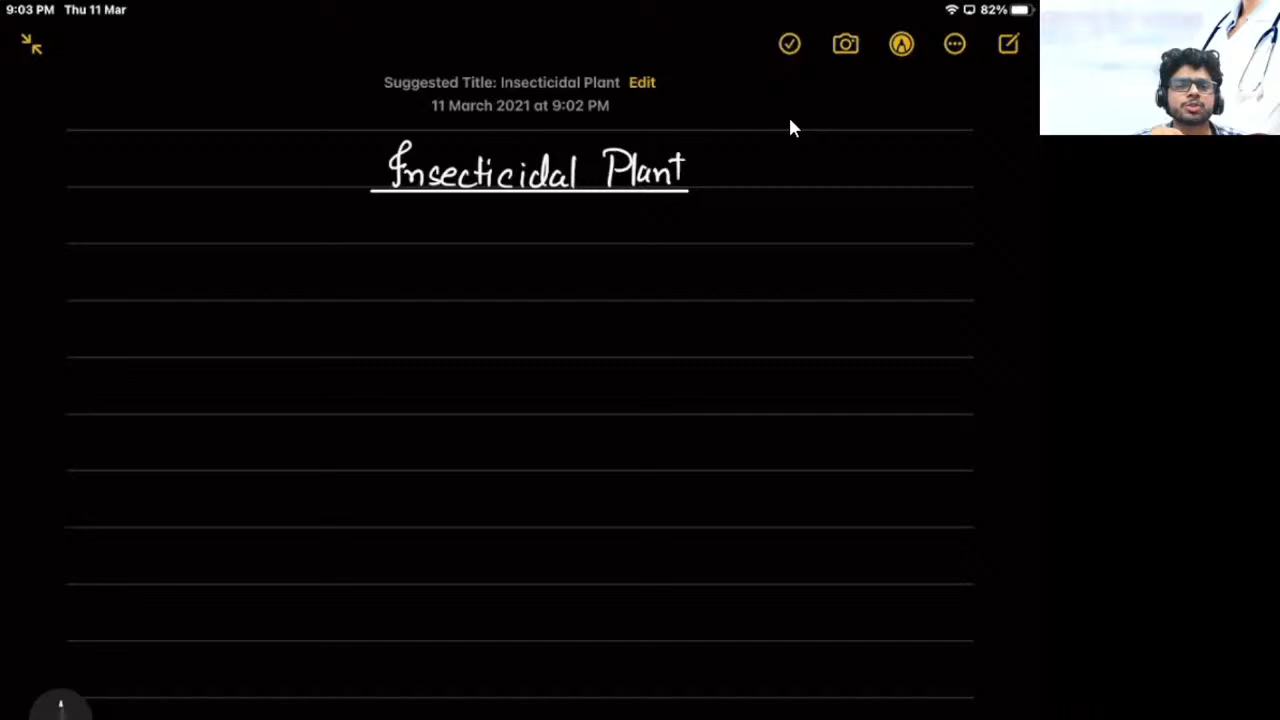 9:03 PM Thu 11 Mar 82%
Suggested Title: Insecticidal Plant Edit
11 March 2021 at 9:02 PM
Insecticidal Plant